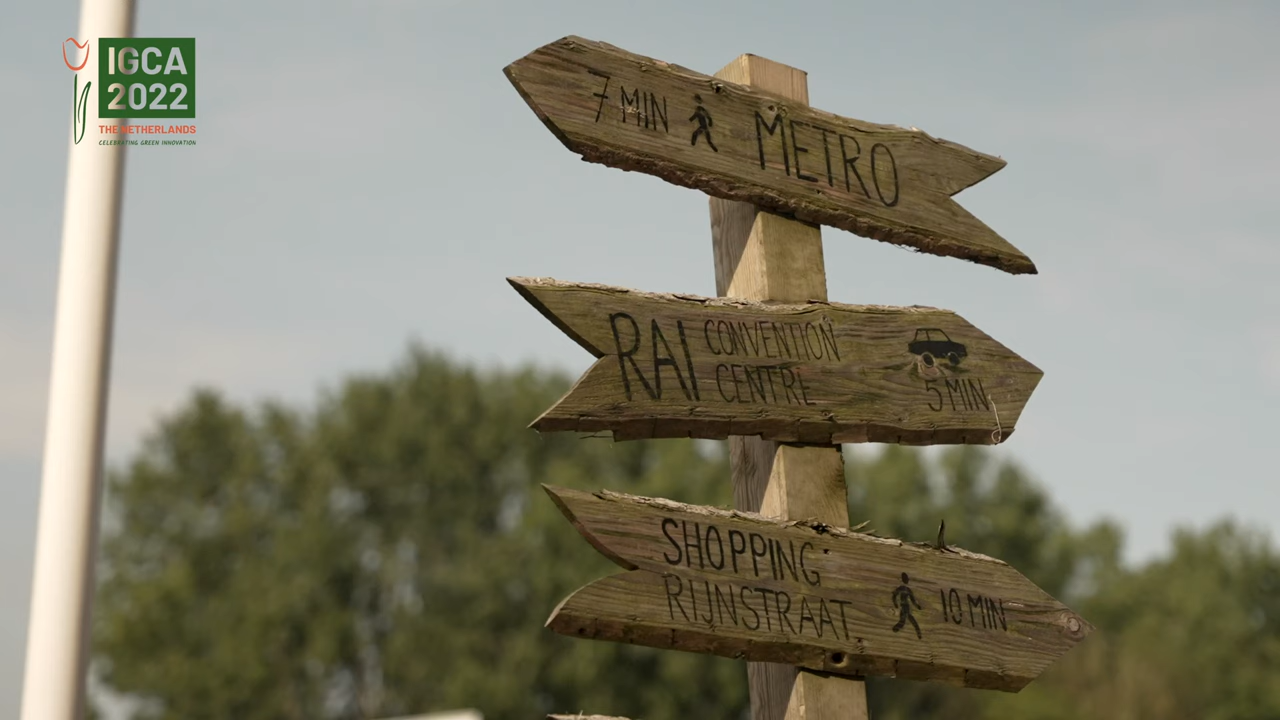 IGCA
2022
THE NETHERLANDS
CELEBRATING GREEN INNOVATION
7 MIN METRO
RAI CONVENTION
CENTRE
5 MIN
SHOPPING
RIJNSTRAAT
10 MIN